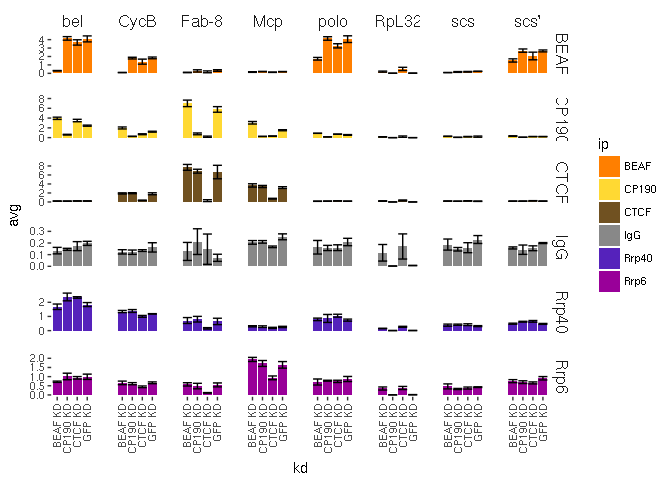 bel CycB Fab-8 Mcp polo RpL32 scs scs'
4
3
2
1
0
BEAF
8
6
4
2
0
CP190
8
6
4
2
0
CTCF
0.3
0.2
0.1
0.0
IgG
2
1
0
Rrp40
2.0
1.5
1.0
0.5
0.0
Rrp6
avg
BEAF KD CP190 KD CTCF KD GFP KD BEAF KD CP190 KD CTCF KD GFP KD BEAF KD CP190 KD CTCF KD GFP KD BEAF KD CP190 KD CTCF KD GFP KD BEAF KD CP190 KD CTCF KD GFP KD BEAF KD CP190 KD CTCF KD GFP KD BEAF KD CP190 KD CTCF KD GFP KD BEAF KD CP190 KD CTCF KD GFP KD
kd
ip
BEAF
CP190
CTCF
IgG
Rrp40
Rrp6